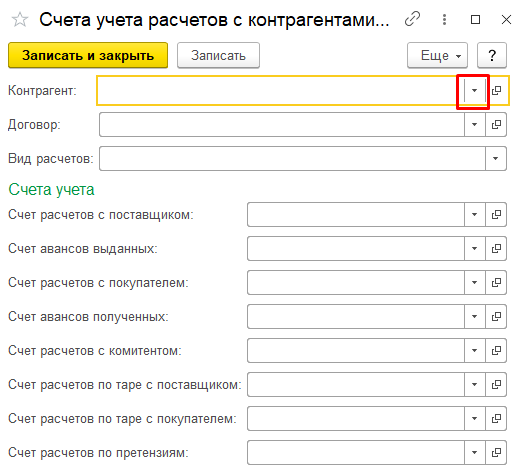 Счета учета расчетов с контрагентами...
Записать и закрыть Записать Еще ?
Контрагент:
Договор:
Вид расчетов:
Счета учета
Счет расчетов с поставщиком:
Счет авансов выданных:
Счет расчетов с покупателем:
Счет авансов полученных:
Счет расчетов с комитентом:
Счет расчетов по таре с поставщиком:
Счет расчетов по таре с покупателем:
Счет расчетов по претензиям: